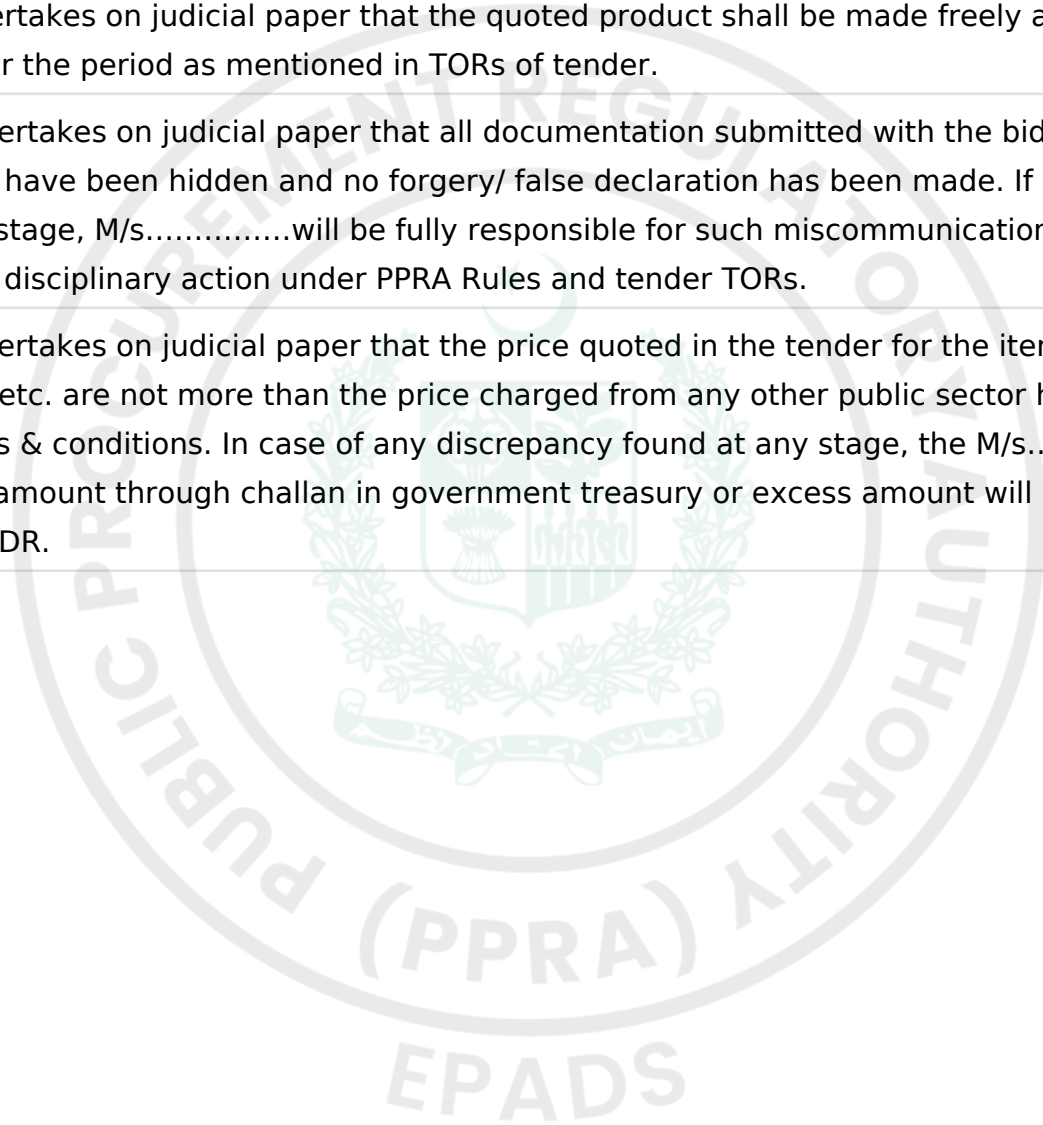 ertakes on judicial paper that the quoted product shall be made freely a
r the period as mentioned in TORs of tender.
ertakes on judicial paper that all documentation submitted with the bid
have been hidden and no forgery/ false declaration has been made. If
stage, M/s...............will be fully responsible for such miscommunication
disciplinary action under PPRA Rules and tender TORs.
ertakes on judicial paper that the price quoted in the tender for the iter
etc. are not more than the price charged from any other public sector h
s & conditions. In case of any discrepancy found at any stage, the M/s..
amount through challan in government treasury or excess amount will
DR.
PUBLIC PROCUREMENT REGULATORY AUTHORITY
(PPRA)
EPADS